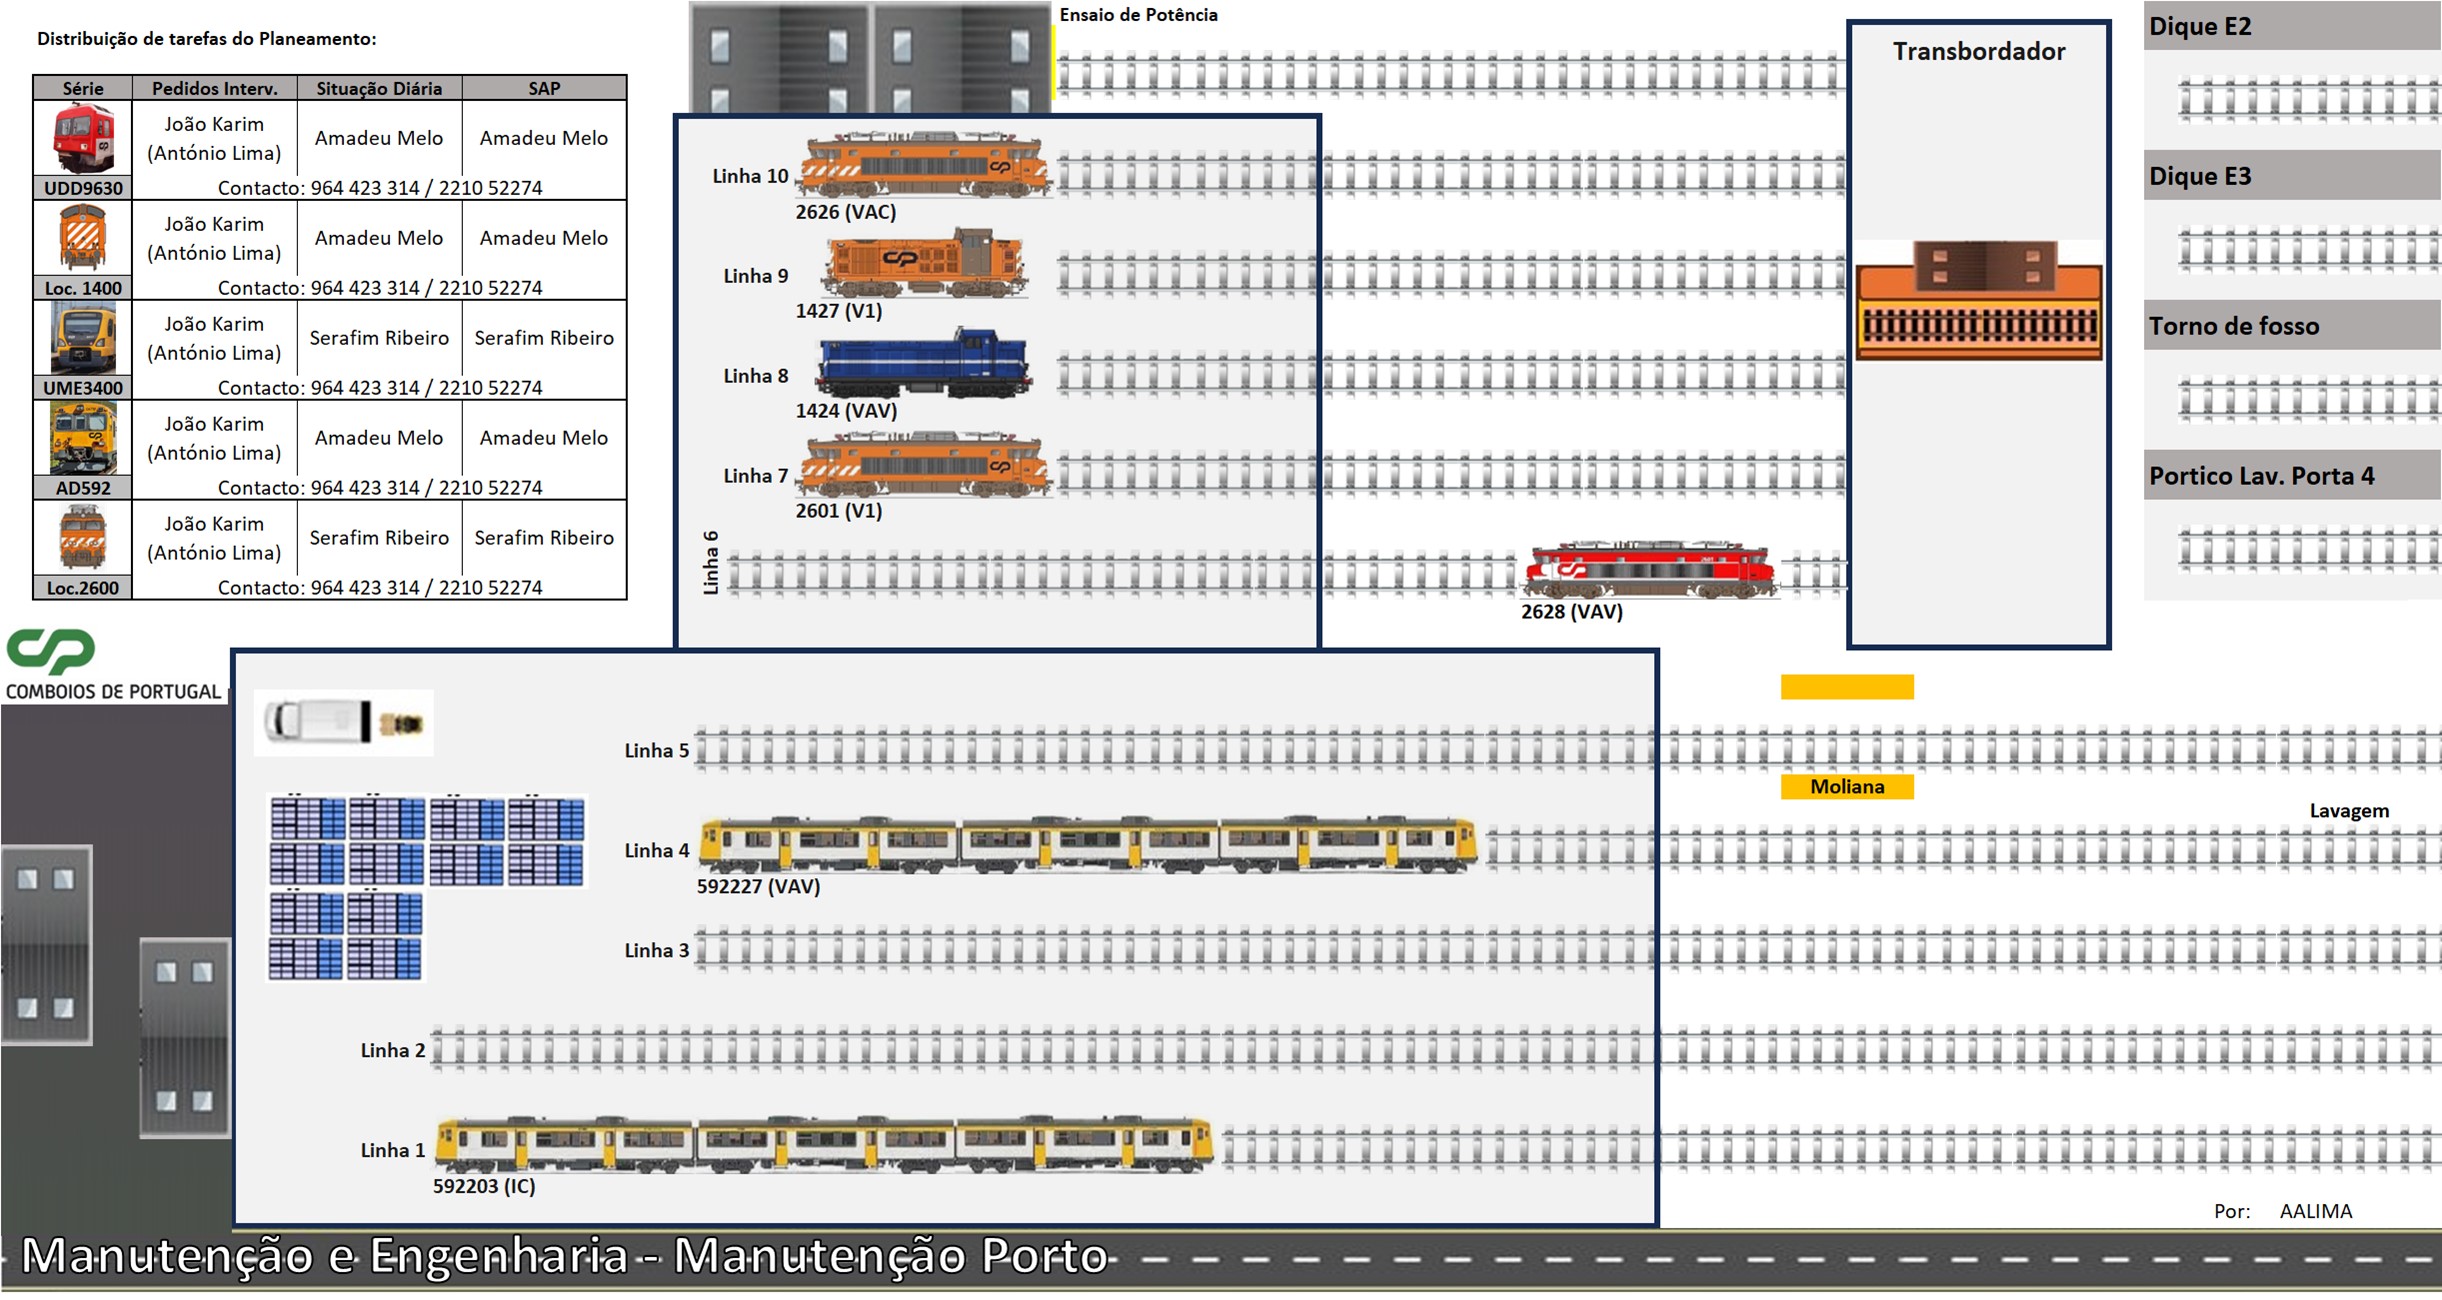 Distribuição de tarefas do Planeamento:
Série Pedidos Interv. Situação Diária SAP
João Karim
(António Lima)
Amadeu Melo Amadeu Melo
UDD9630 Contacto: 964 423 314 / 2210 52274
João Karim
(António Lima)
Amadeu Melo Amadeu Melo
Loc. 1400 Contacto: 964 423 314 / 2210 52274
João Karim
(António Lima)
Serafim Ribeiro Serafim Ribeiro
UME3400 Contacto: 964 423 314 / 2210 52274
João Karim
(António Lima)
Amadeu Melo Amadeu Melo
AD592 Contacto: 964 423 314 / 2210 52274
João Karim
(António Lima)
Serafim Ribeiro Serafim Ribeiro
Loc.2600 Contacto: 964 423 314 / 2210 52274
Ensaio de Potência
Linha 10
2626 (VAC)
Linha 9
1427 (V1)
Linha 8
1424 (VAV)
Linha 7
2601 (V1)
Linha 6
2628 (VAV)
Transbordador
Dique E2
Dique E3
Torno de fosso
Portico Lav. Porta 4
CP
COMBOIOS DE PORTUGAL
Linha 5
Moliana
Lavagem
Linha 4
592227 (VAV)
Linha 3
Linha 2
Linha 1
592203 (IC)
Por: AALIMA
Manutenção e Engenharia - Manutenção Porto